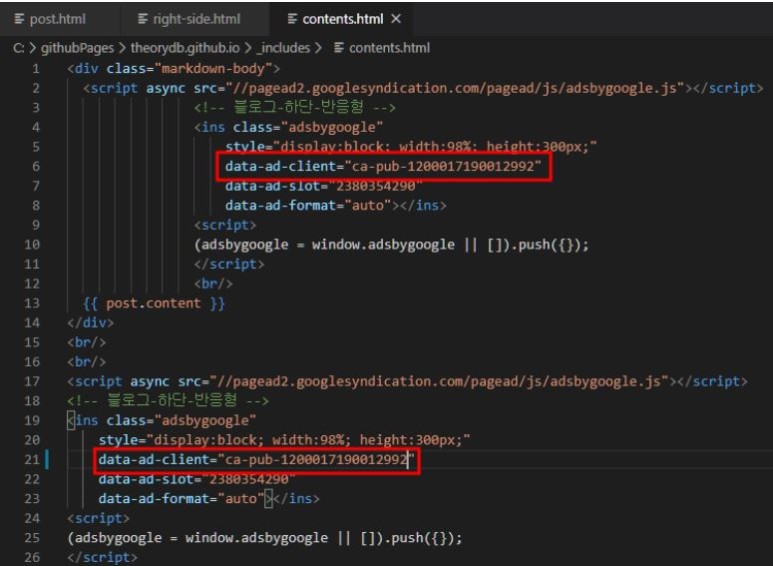 post.html right-side.html contents.html ×
C: > githubPages > theorydb.github.io > _includes > contents.html
1 <div class="markdown-body">
2 <script async src="//pagead2.googlesyndication.com/pagead/js/adsbygoogle.js"></script>
3 <!-- 블로그-하단-반응형 -->
4 <ins class="adsbygoogle"
5 style="display:block; width:98%; height:300px;"
6 data-ad-client="ca-pub-1200017190012992"
7 data-ad-slot="2380354290"
8 data-ad-format="auto"></ins>
9 <script>
10 (adsbygoogle = window.adsbygoogle || []).push({});
11 </script>
12 <br/>
13 {{ post.content }}
14 </div>
15 <br/>
16 <br/>
17 <script async src="//pagead2.googlesyndication.com/pagead/js/adsbygoogle.js"></script>
18 <!-- 블로그-하단-반응형 -->
19 <ins class="adsbygoogle"
20 style="display:block; width:98%; height:300px;"
21 data-ad-client="ca-pub-1200017190012992"
22 data-ad-slot="2380354290"
23 data-ad-format="auto"></ins>
24 <script>
25 (adsbygoogle = window.adsbygoogle || []).push({});
26 </script>